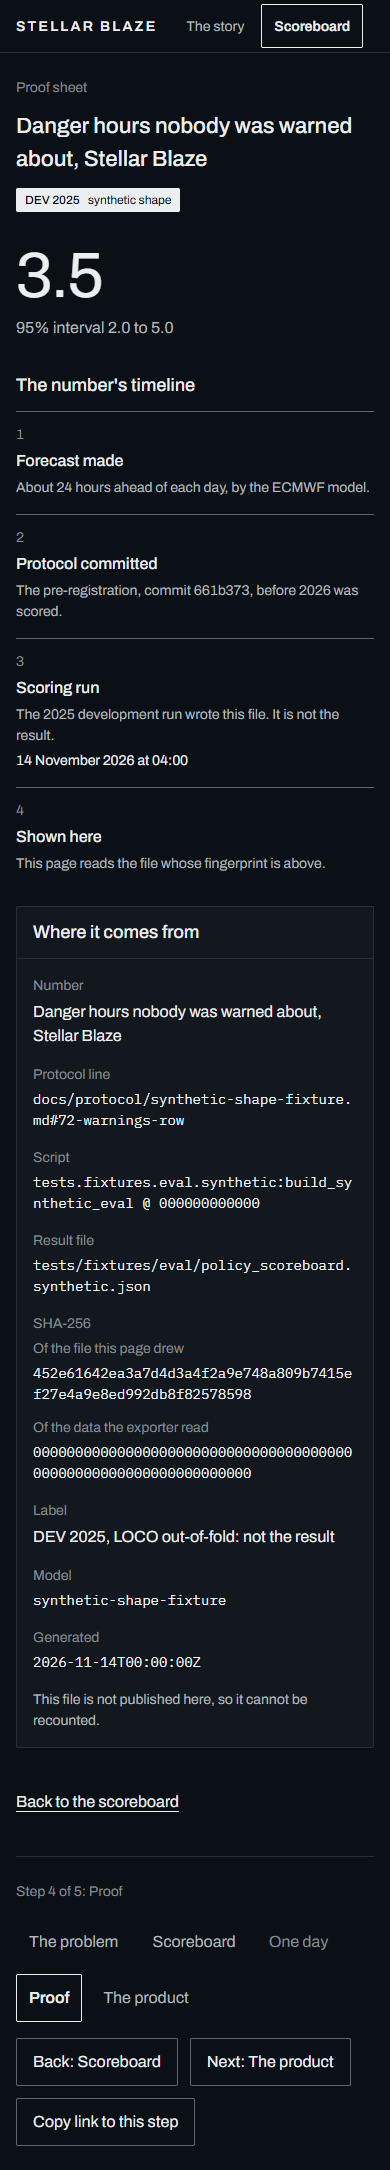 STELLAR BLAZE The story Scoreboard
Proof sheet
Danger hours nobody was warned
about, Stellar Blaze
DEV 2025 synthetic shape
3.5
95% interval 2.0 to 5.0
The number's timeline
1
Forecast made
About 24 hours ahead of each day, by the ECMWF model.
2
Protocol committed
The pre-registration, commit 661b373, before 2026 was
scored.
3
Scoring run
The 2025 development run wrote this file. It is not the
result.
14 November 2026 at 04:00
4
Shown here
This page reads the file whose fingerprint is above.
Where it comes from
Number
Danger hours nobody was warned about,
Stellar Blaze
Protocol line
docs/protocol/synthetic-shape-fixture.
md#72-warnings-row
Script
tests.fixtures.eval.synthetic:build_sy
nthetic_eval @ 000000000000
Result file
tests/fixtures/eval/policy_scoreboard.
synthetic.json
SHA-256
Of the file this page drew
452e61642ea3a7d4d3a4f2a9e748a809b7415e
f27e4a9e8ed992db8f82578598
Of the data the exporter read
00000000000000000000000000000000000000
00000000000000000000000000
Label
DEV 2025, LOCO out-of-fold: not the result
Model
synthetic-shape-fixture
Generated
2026-11-14T00:00:00Z
This file is not published here, so it cannot be
recounted.
Back to the scoreboard
Step 4 of 5: Proof
The problem Scoreboard One day
Proof The product
Back: Scoreboard Next: The product
Copy link to this step